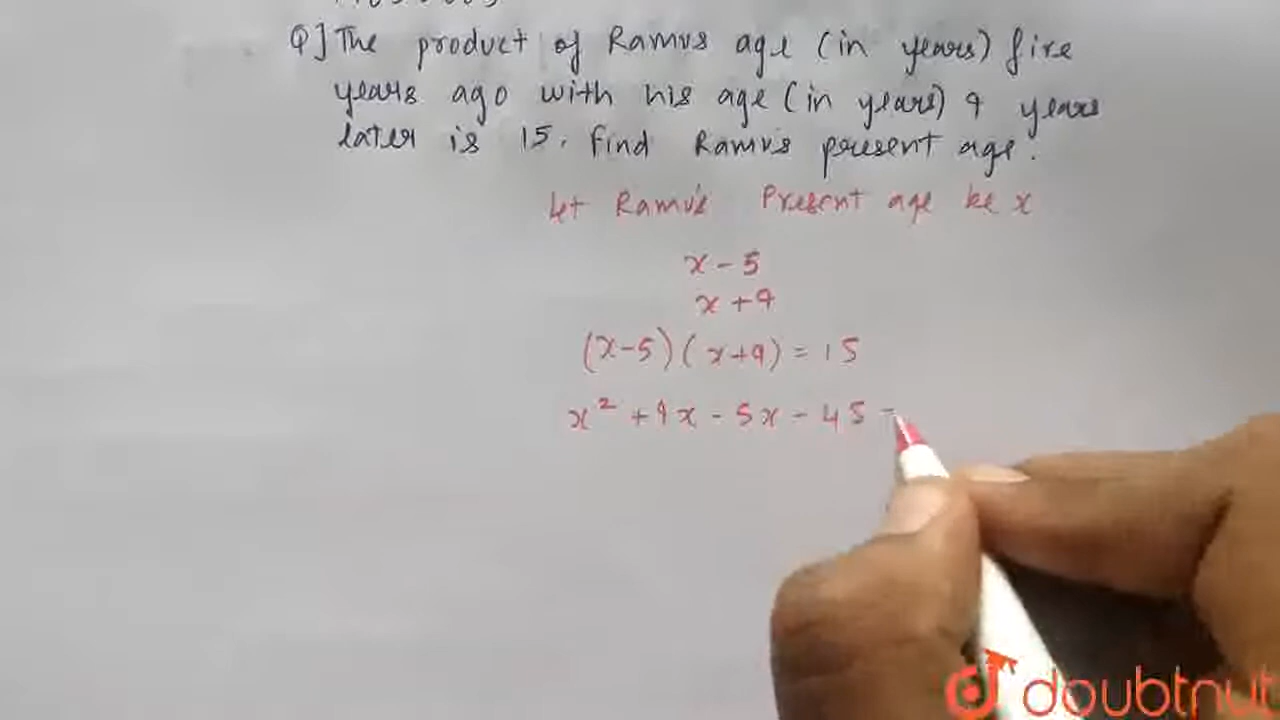 Q] The product of Ramus age (in years) five
years ago with his age (in years) 9 years
later is 15. Find Ramu's present age.
Let Ramu's Present age be x
x - 5
x + 9
(x-5) (x+9) = 15
x² + 9x - 5x - 45 =
doubtnut